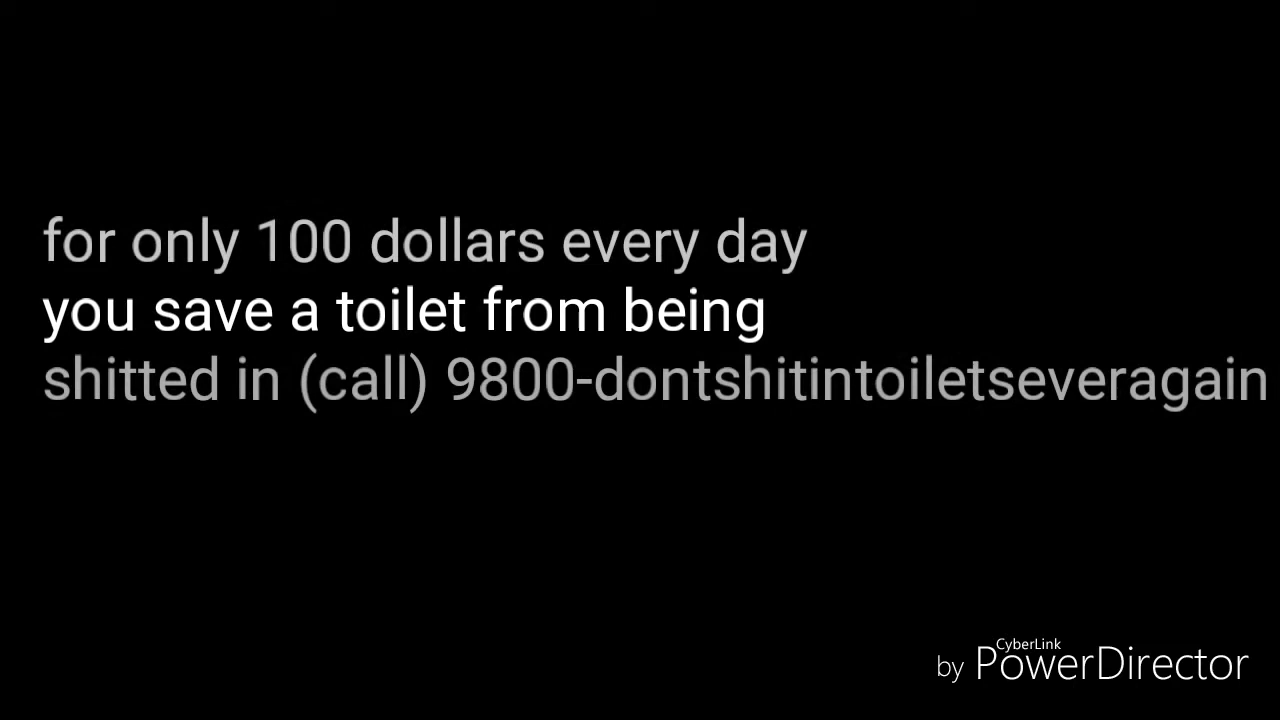 for only 100 dollars every day
you save a toilet from being
shitted in (call) 9800-dontshitintoiletseveragain
CyberLink
by PowerDirector